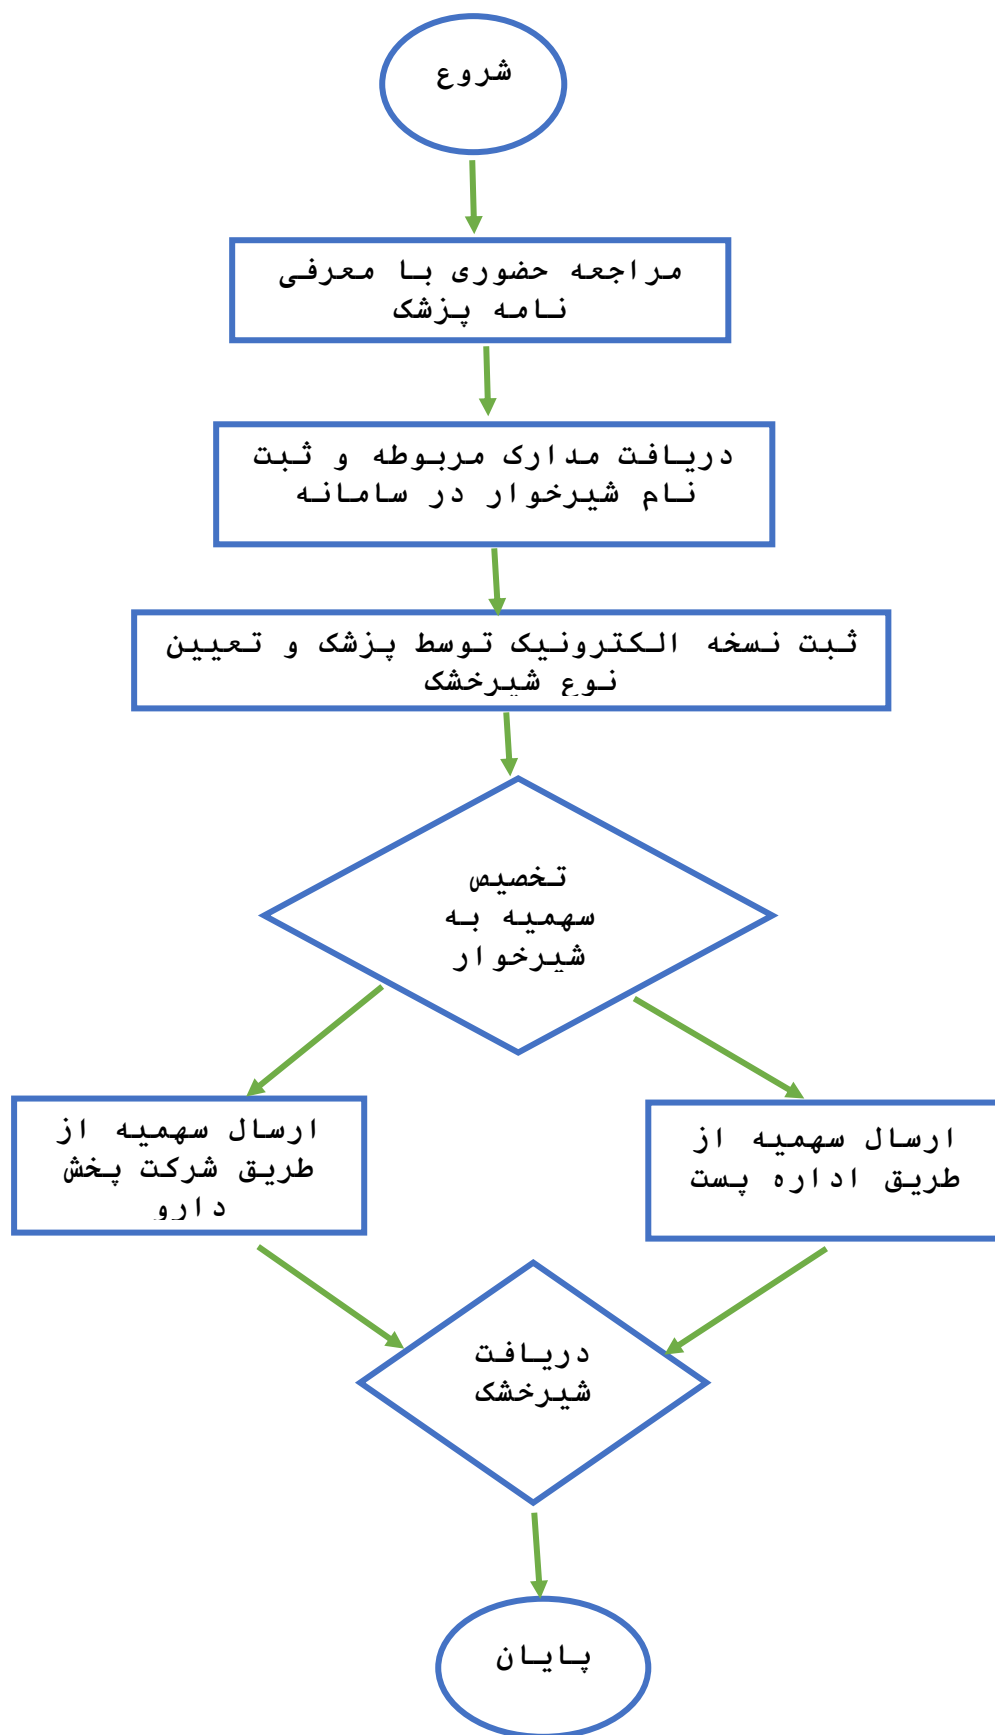 شروع
مراجعه حضوری با معرفی
نامه پزشک
دریافت مدارک مربوطه و ثبت
نام شیرخوار در سامانه
ثبت نسخه الکترونیک توسط پزشک و تعیین
نوع شیرخشک
تخصیص
سهمیه به
شیرخوار
ارسال سهمیه از
طریق شرکت پخش
دارو
ارسال سهمیه از
طریق اداره پست
دریافت
شیرخشک
پایان